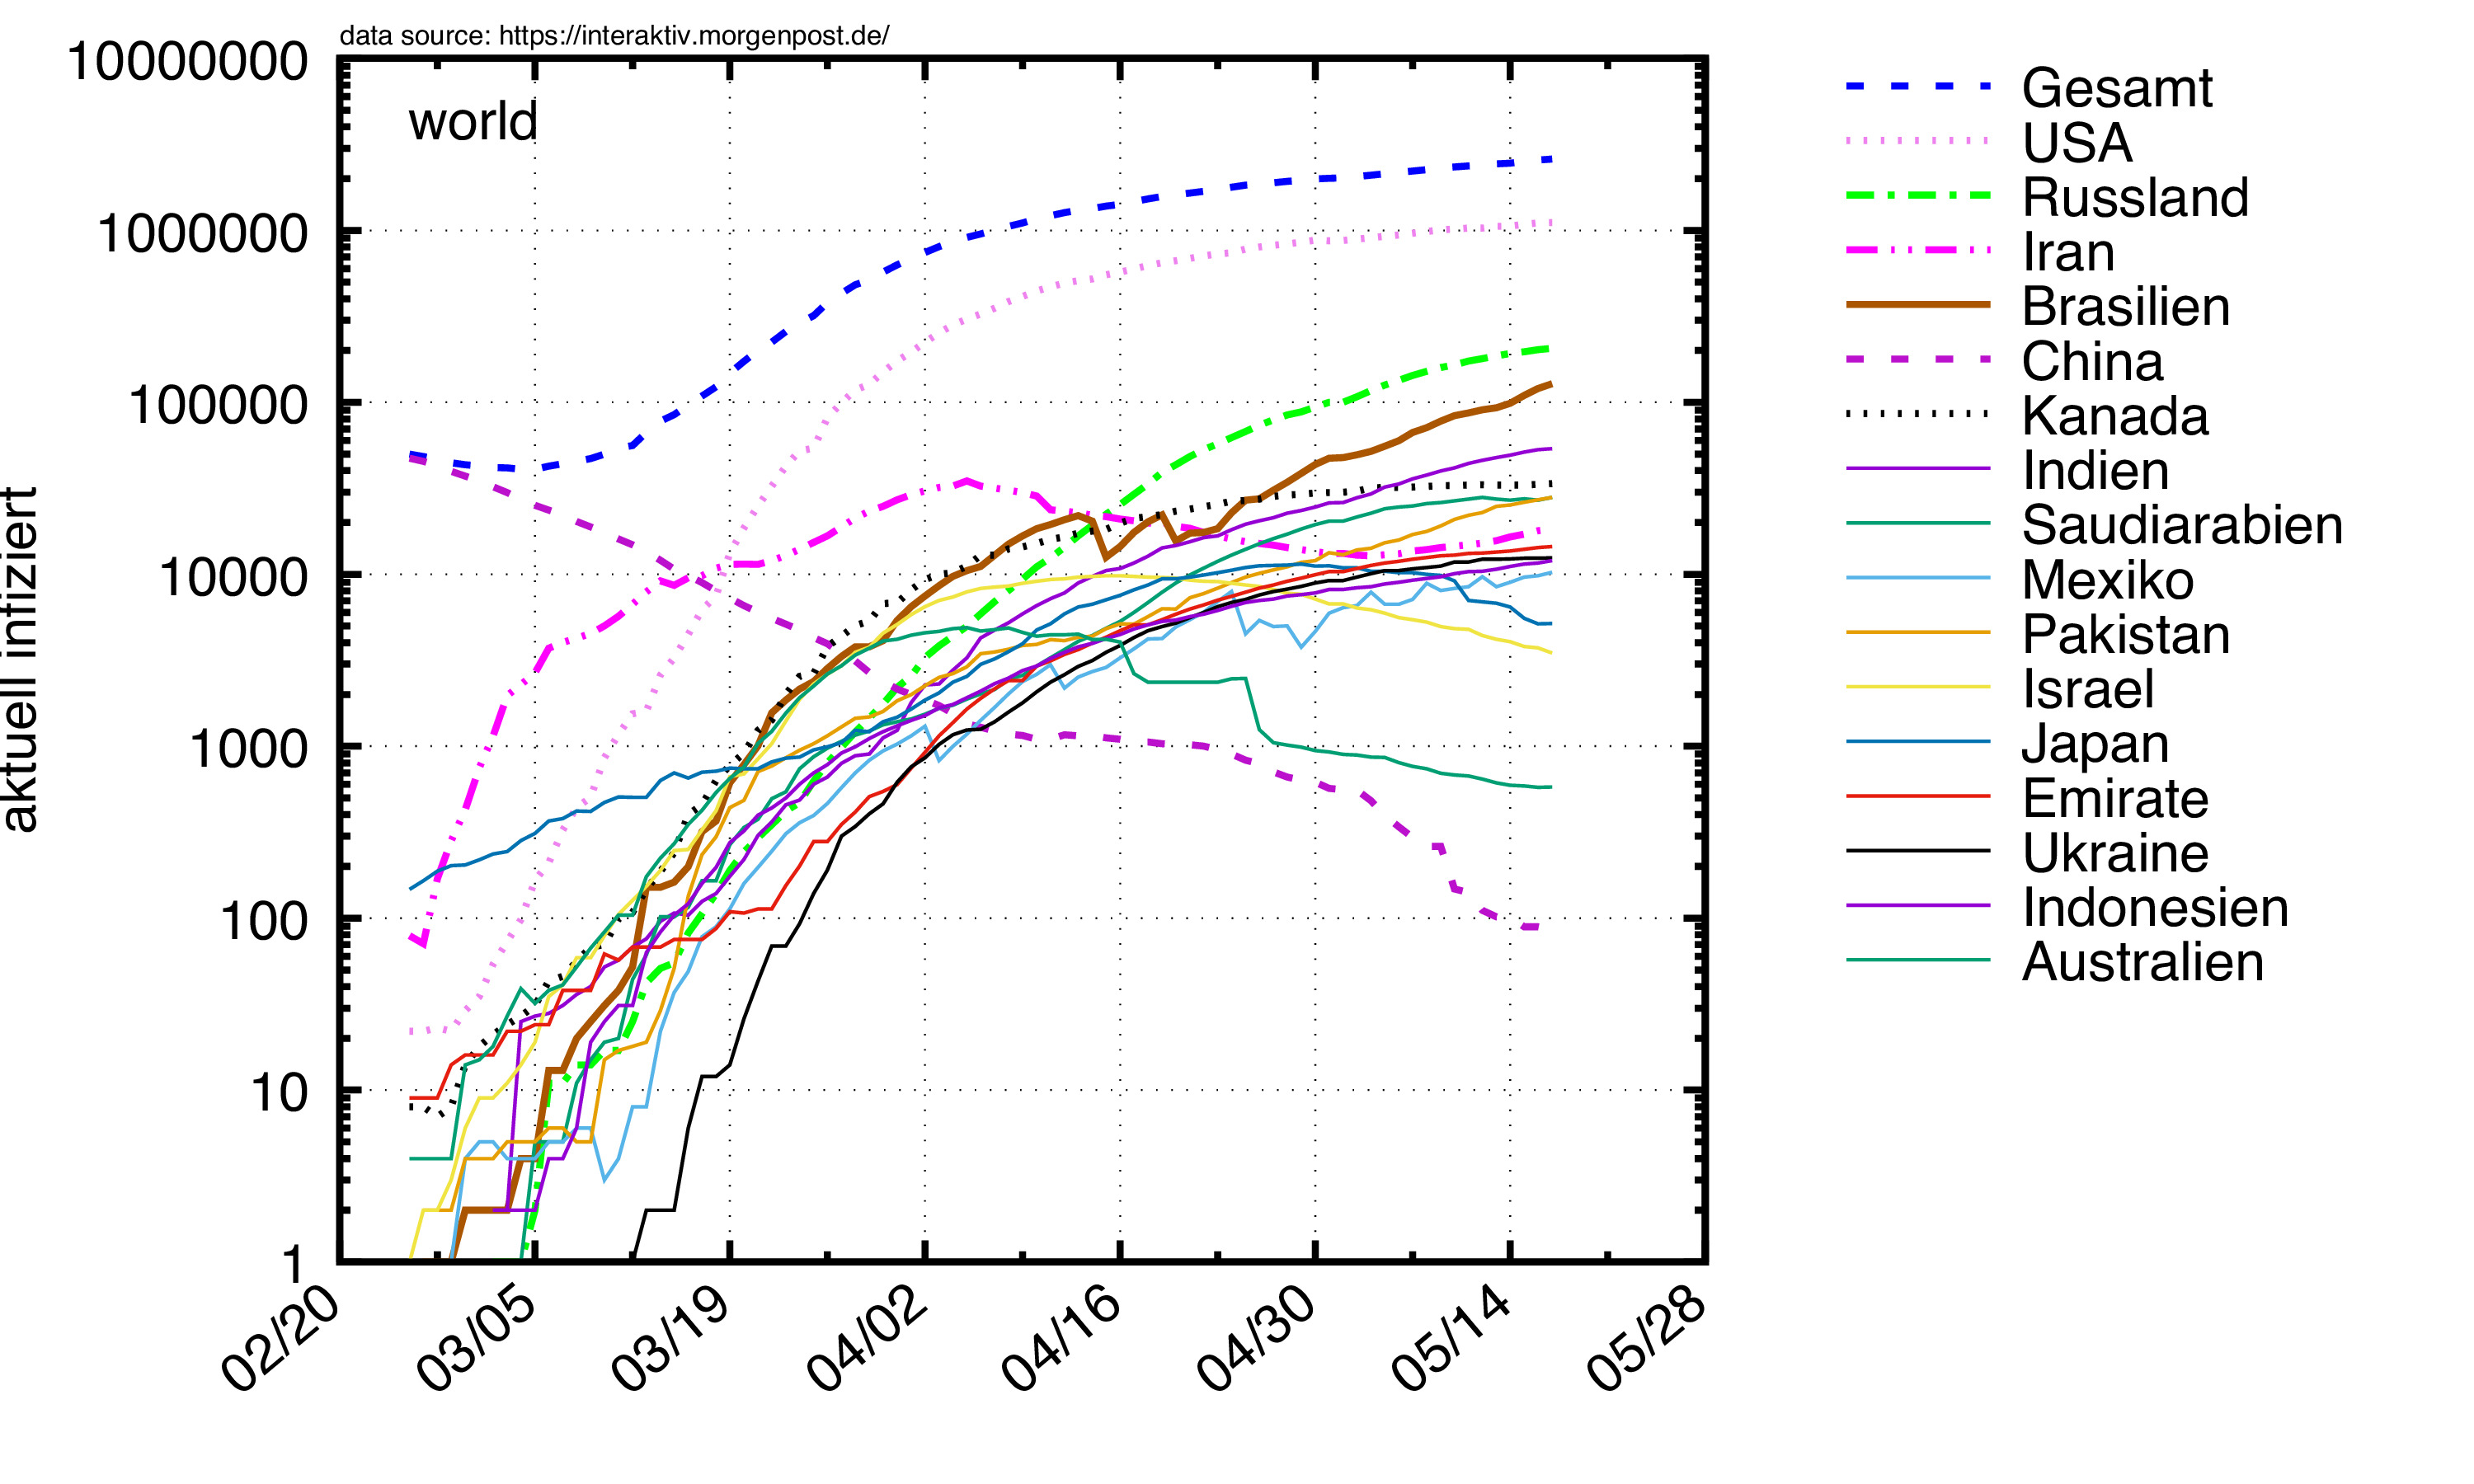 data source: https://interaktiv.morgenpost.de/
10000000
1000000
100000
10000
1000
100
10
1
aktuell infiziert
world
02/20
03/05
03/19
04/02
04/16
04/30
05/14
05/28
Gesamt
USA
Russland
Iran
Brasilien
China
Kanada
Indien
Saudiarabien
Mexiko
Pakistan
Israel
Japan
Emirate
Ukraine
Indonesien
Australien